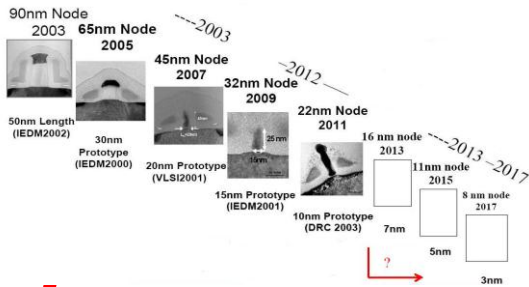 90nm Node
2003
50nm Length
(IEDM2002)
65nm Node
2005
30nm
Prototype
(IEDM2000)
----2003
45nm Node
2007
20nm Prototype
(VLSI2001)
32nm Node
2009
25 nm
15nm
15nm Prototype
(IEDM2001)
–2012 —
22nm Node
2011
10nm Prototype
(DRC 2003)
16 nm node
2013
7nm
11nm node
2015
5nm
----2013 –2017
8 nm node
2017
3nm
?